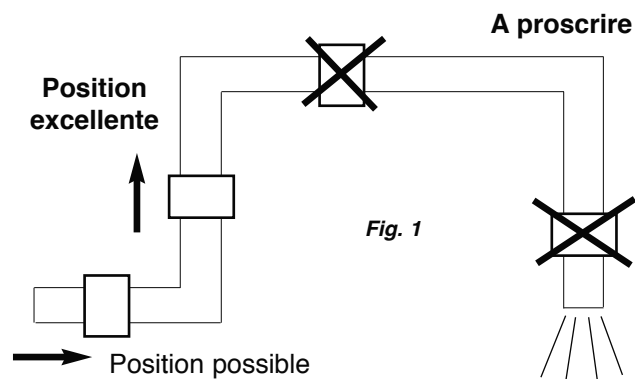 A proscrire
Position
excellente
Fig. 1
Position possible